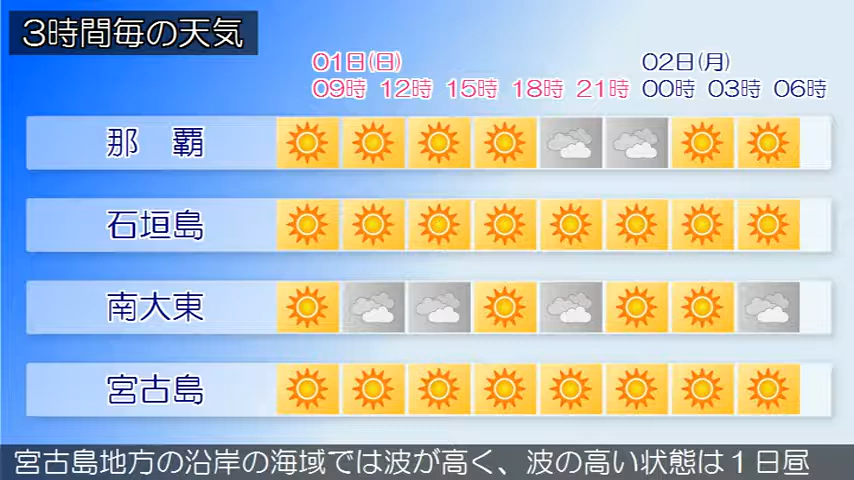 3時間毎の天気
01日(日) 02日(月)
09時 12時 15時 18時 21時 00時 03時 06時
那 覇
石垣島
南大東
宮古島
宮古島地方の沿岸の海域では波が高く、波の高い状態は１日昼